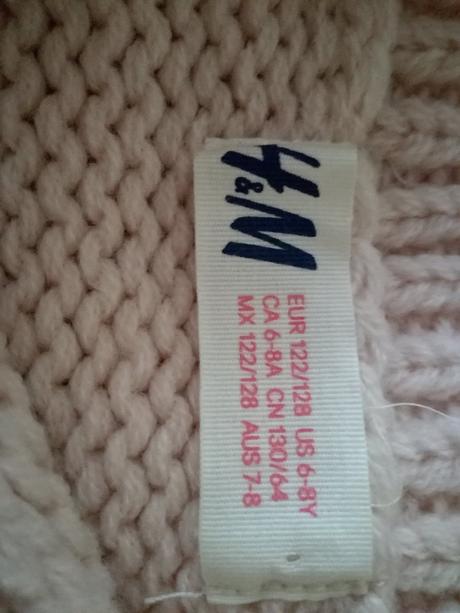 H&M
EUR 122/128 US 6-8Y
CA 6-8A CN 130/64
MX 122/128 AUS 7-8